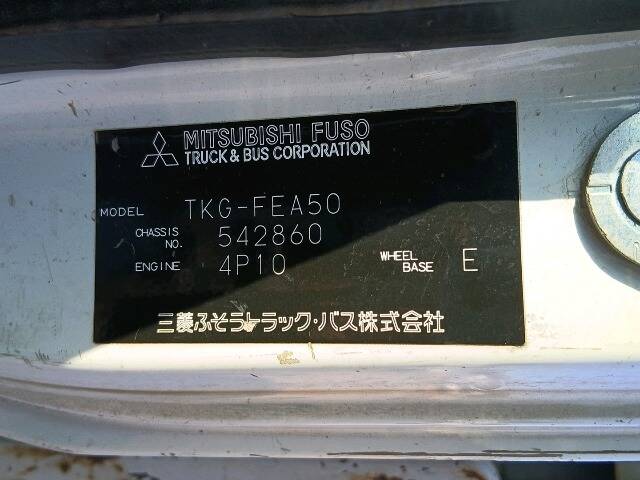 MITSUBISHI FUSO
TRUCK & BUS CORPORATION
MODEL TKG-FEA50
CHASSIS NO. 542860
ENGINE 4P10 WHEEL BASE E
三菱ふそうトラック・バス株式会社